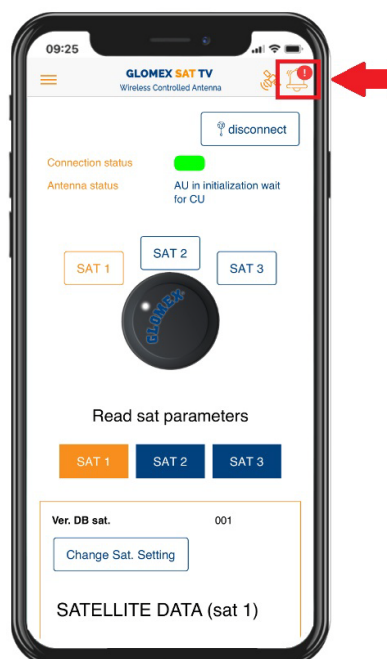 09:25
GLOMEX SAT TV
Wireless Controlled Antenna
!
disconnect
Connection status
Antenna status
AU in initialization wait
for CU
SAT 1
SAT 2
SAT 3
GLOMEX
Read sat parameters
SAT 1
SAT 2
SAT 3
Ver. DB sat.
001
Change Sat. Setting
SATELLITE DATA (sat 1)